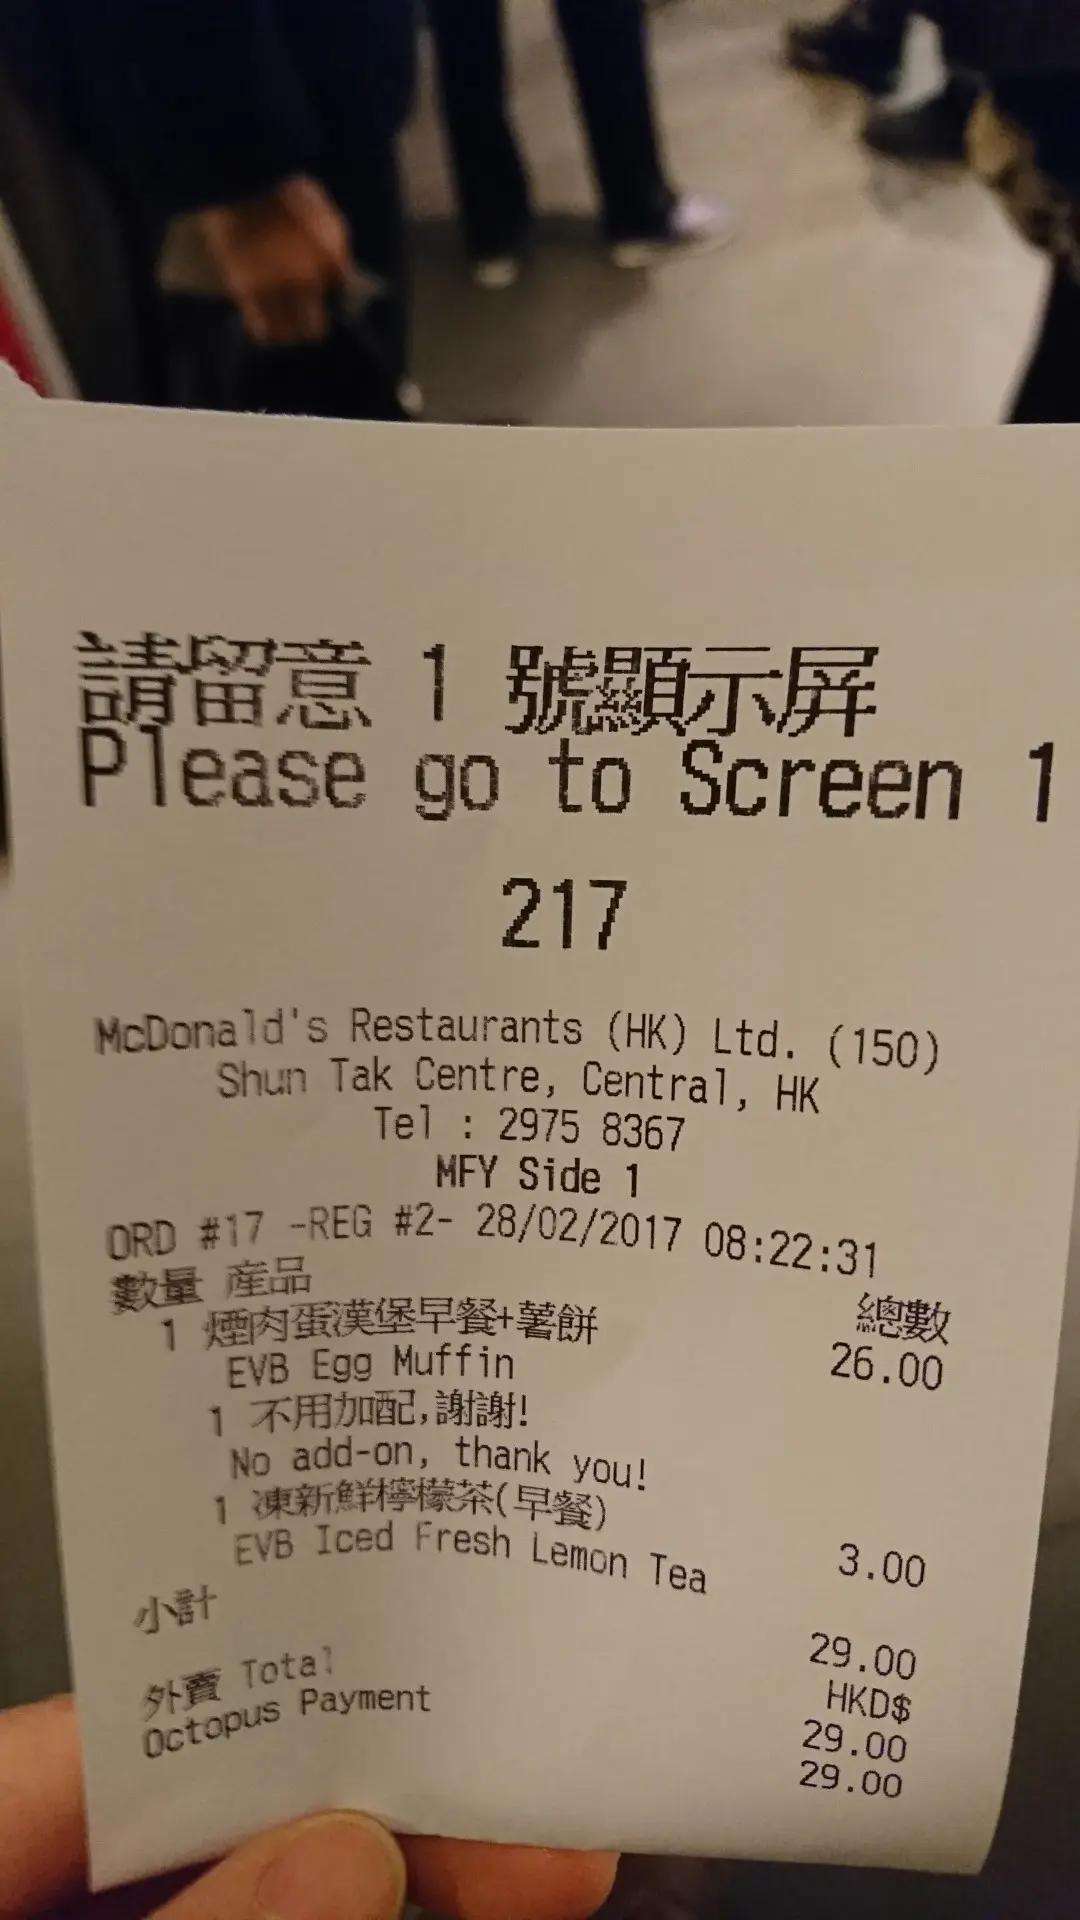 請留意 1 號顯示屏
Please go to Screen 1
217
McDonald's Restaurants (HK) Ltd. (150)
Shun Tak Centre, Central, HK
Tel : 2975 8367
MFY Side 1
ORD #17 -REG #2- 28/02/2017 08:22:31
數量 產品 總數
1 煙肉蛋漢堡早餐+薯餅 26.00
EVB Egg Muffin
1 不用加配,謝謝!
No add-on, thank you!
1 凍新鮮檸檬茶(早餐) 3.00
EVB Iced Fresh Lemon Tea
小計 29.00
HKD$
外賣 Total 29.00
Octopus Payment 29.00